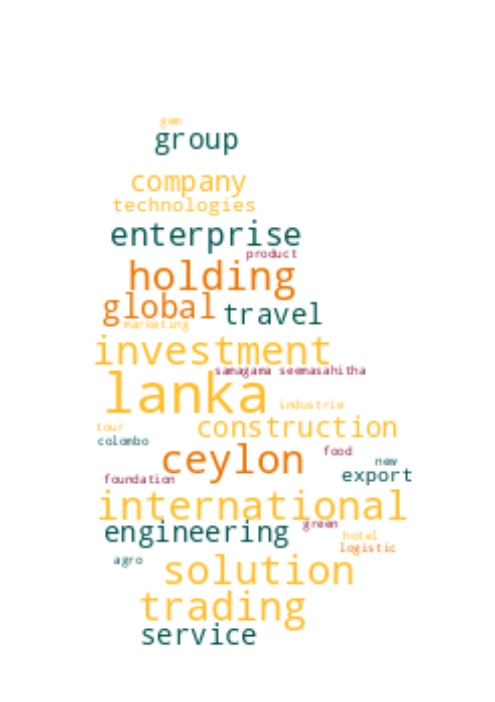 gem
group
company
technologies
enterprise
product
holding
global travel
marketing
investment
samagama seemasahitha
lanka
industrie
tour construction
colombo
ceylon food
new
foundation export
international
engineering green
hotel
logistic
agro solution
trading
service